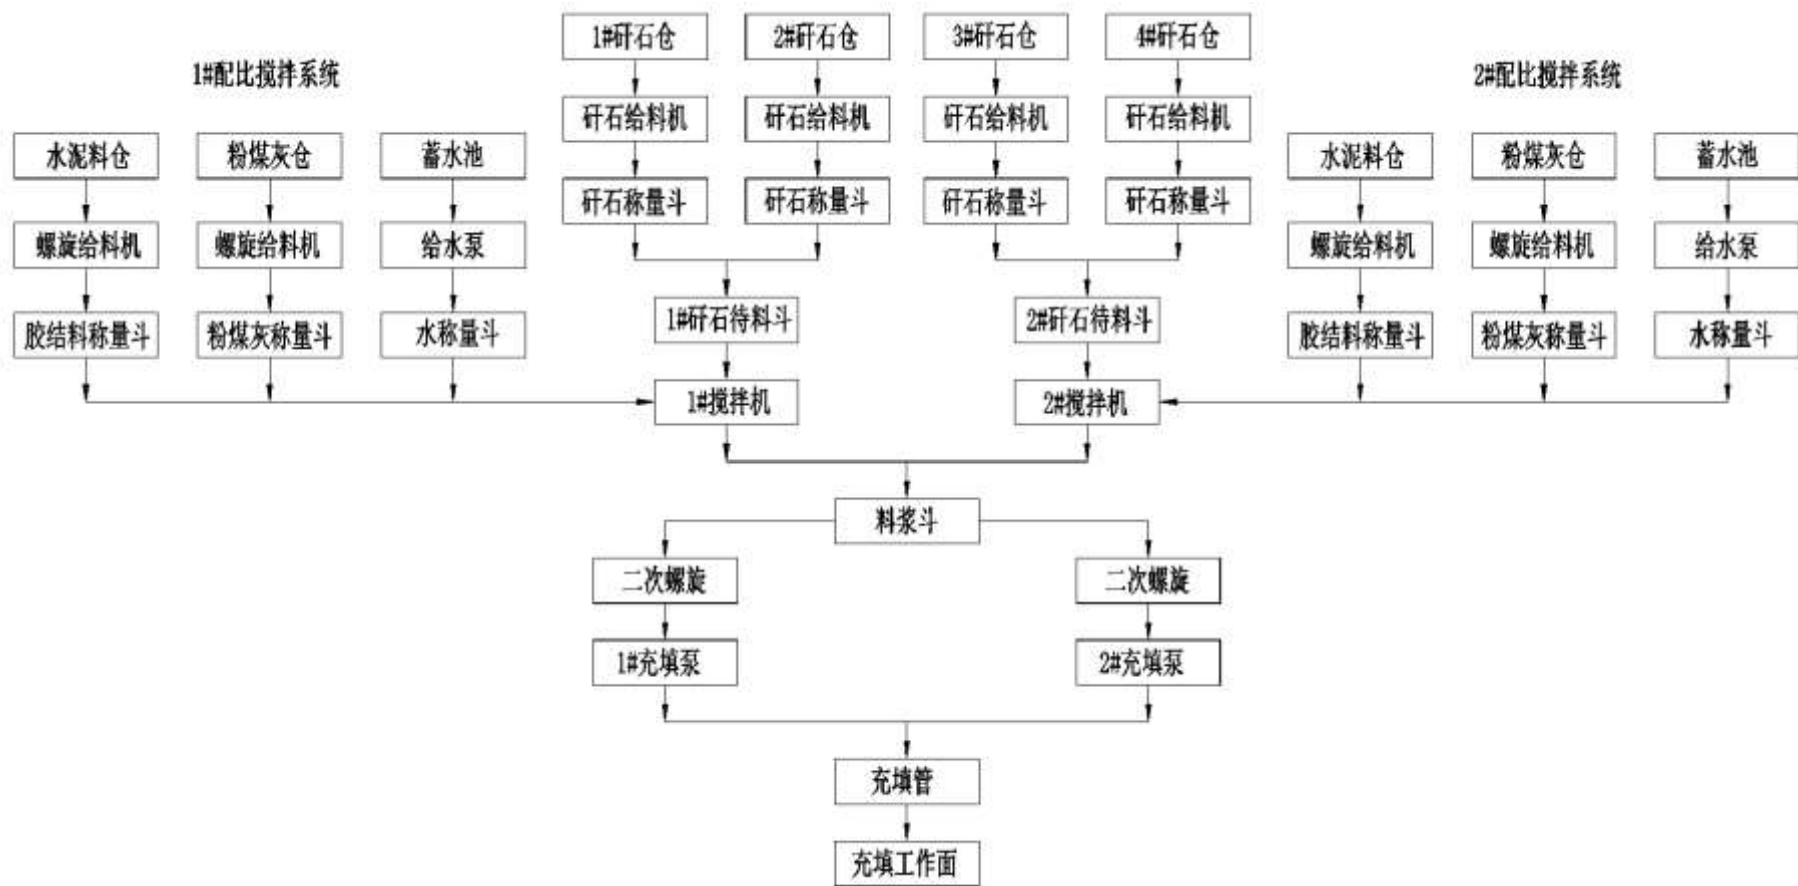 1#矸石仓
2#矸石仓
3#矸石仓
4#矸石仓
1#配比搅拌系统
2#配比搅拌系统
矸石给料机
矸石给料机
矸石给料机
矸石给料机
水泥料仓
粉煤灰仓
蓄水池
水泥料仓
粉煤灰仓
蓄水池
矸石称量斗
矸石称量斗
矸石称量斗
矸石称量斗
螺旋给料机
螺旋给料机
给水泵
螺旋给料机
螺旋给料机
给水泵
1#矸石待料斗
2#矸石待料斗
胶结料称量斗
粉煤灰称量斗
水称量斗
胶结料称量斗
粉煤灰称量斗
水称量斗
1#搅拌机
2#搅拌机
料浆斗
二次螺旋
二次螺旋
1#充填泵
2#充填泵
充填管
充填工作面